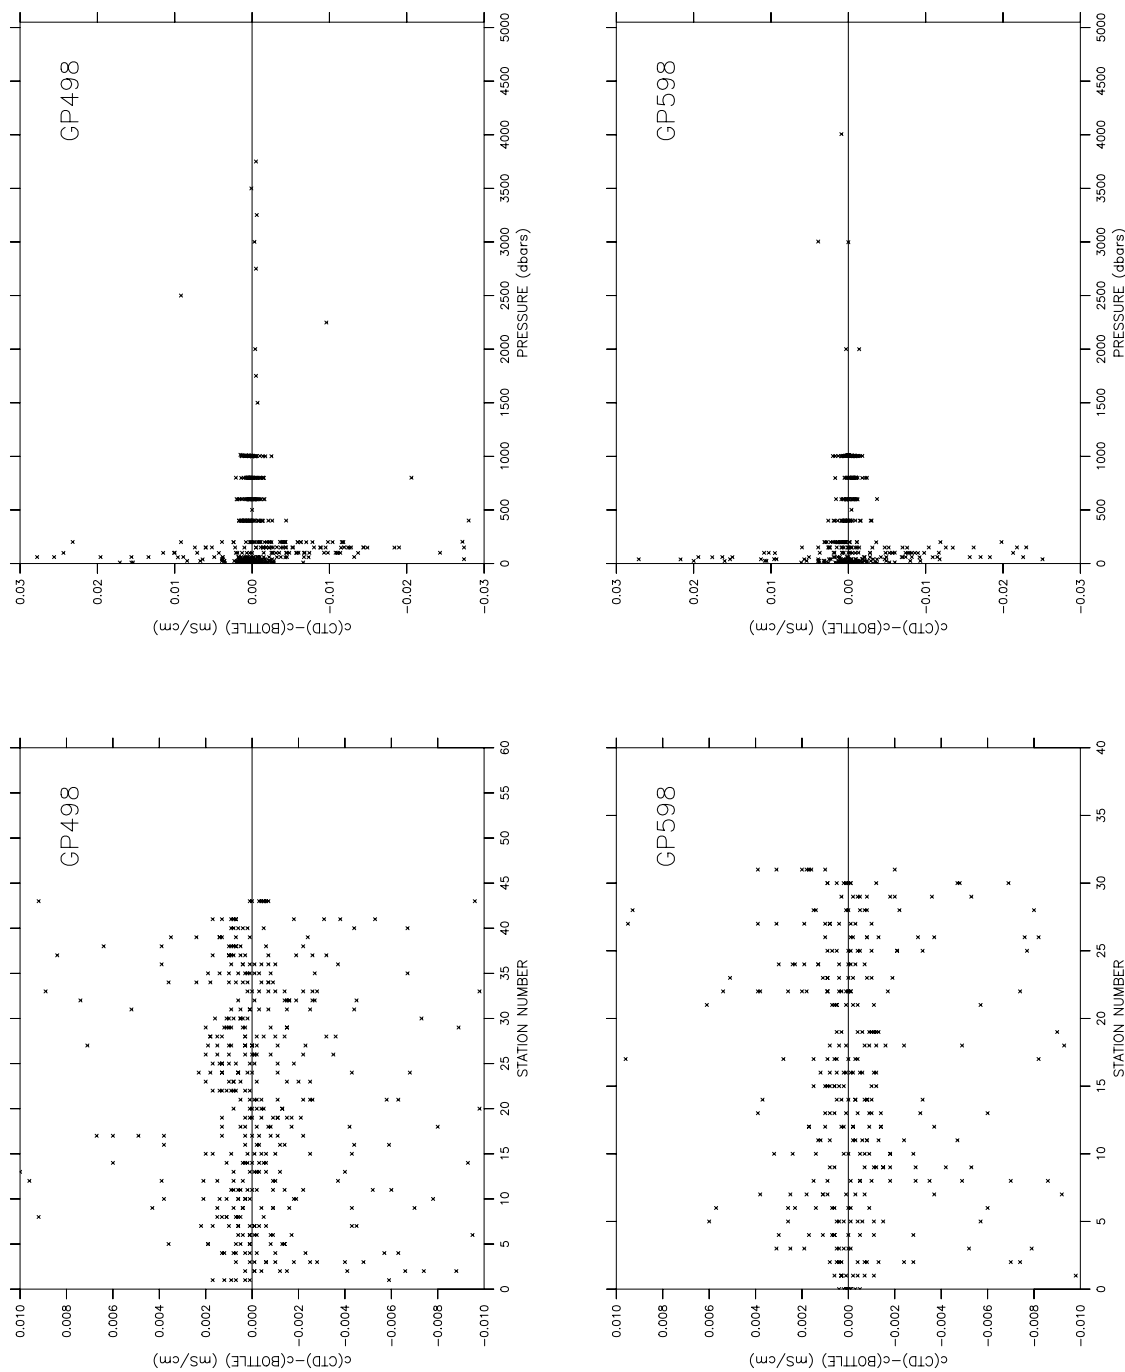 GP498
0.010
0.008
0.006
0.004
0.002
0.000
−0.002
−0.004
−0.006
−0.008
−0.010
c(CTD)−c(BOTTLE) (mS/cm)
0 5 10 15 20 25 30 35 40 45 50 55 60
STATION NUMBER
GP498
0.03
0.02
0.01
0.00
−0.01
−0.02
−0.03
c(CTD)−c(BOTTLE) (mS/cm)
0 500 1000 1500 2000 2500 3000 3500 4000 4500 5000
PRESSURE (dbars)
GP598
0.010
0.008
0.006
0.004
0.002
0.000
−0.002
−0.004
−0.006
−0.008
−0.010
c(CTD)−c(BOTTLE) (mS/cm)
0 5 10 15 20 25 30 35 40
STATION NUMBER
GP598
0.03
0.02
0.01
0.00
−0.01
−0.02
−0.03
c(CTD)−c(BOTTLE) (mS/cm)
0 500 1000 1500 2000 2500 3000 3500 4000 4500 5000
PRESSURE (dbars)